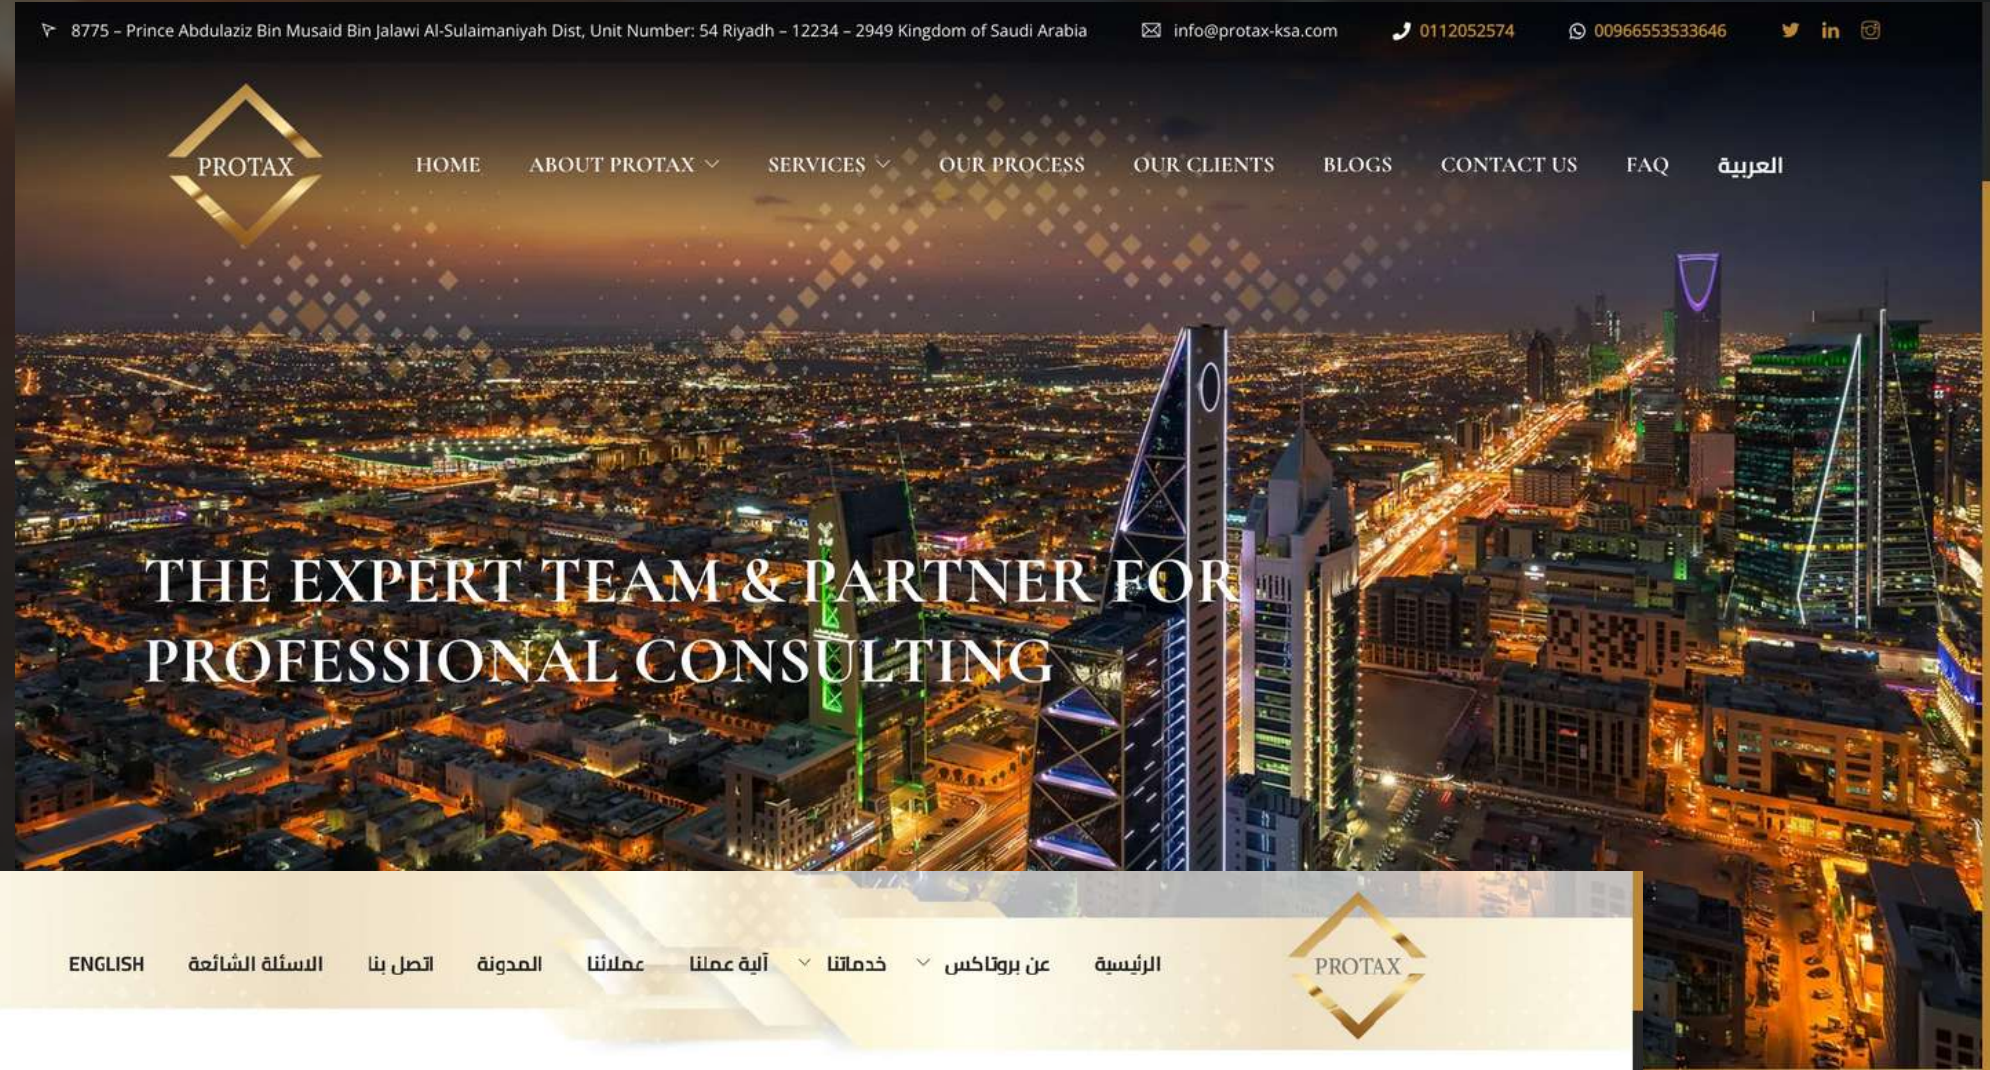 8775 – Prince Abdulaziz Bin Musaid Bin Jalawi Al-Sulaimaniyah Dist, Unit Number: 54 Riyadh – 12234 – 2949 Kingdom of Saudi Arabia info@protax-ksa.com 0112052574 00966553533646
PROTAX HOME ABOUT PROTAX SERVICES OUR PROCESS OUR CLIENTS BLOGS CONTACT US FAQ العربية
THE EXPERT TEAM & PARTNER FOR
PROFESSIONAL CONSULTING
PROTAX الرئيسية عن بروتاكس خدماتنا آلية عملنا عملائنا المدونة اتصل بنا الاسئلة الشائعة ENGLISH